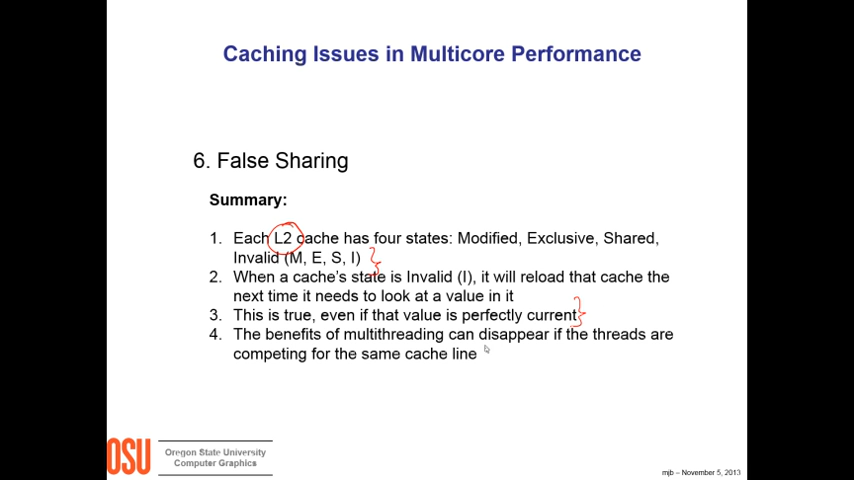 Caching Issues in Multicore Performance
6. False Sharing
Summary:
1. Each L2 cache has four states: Modified, Exclusive, Shared,
Invalid (M, E, S, I)
2. When a cache's state is Invalid (I), it will reload that cache the
next time it needs to look at a value in it
3. This is true, even if that value is perfectly current
4. The benefits of multithreading can disappear if the threads are
competing for the same cache line
OSU
Oregon State University
Computer Graphics
mjb – November 5, 2013